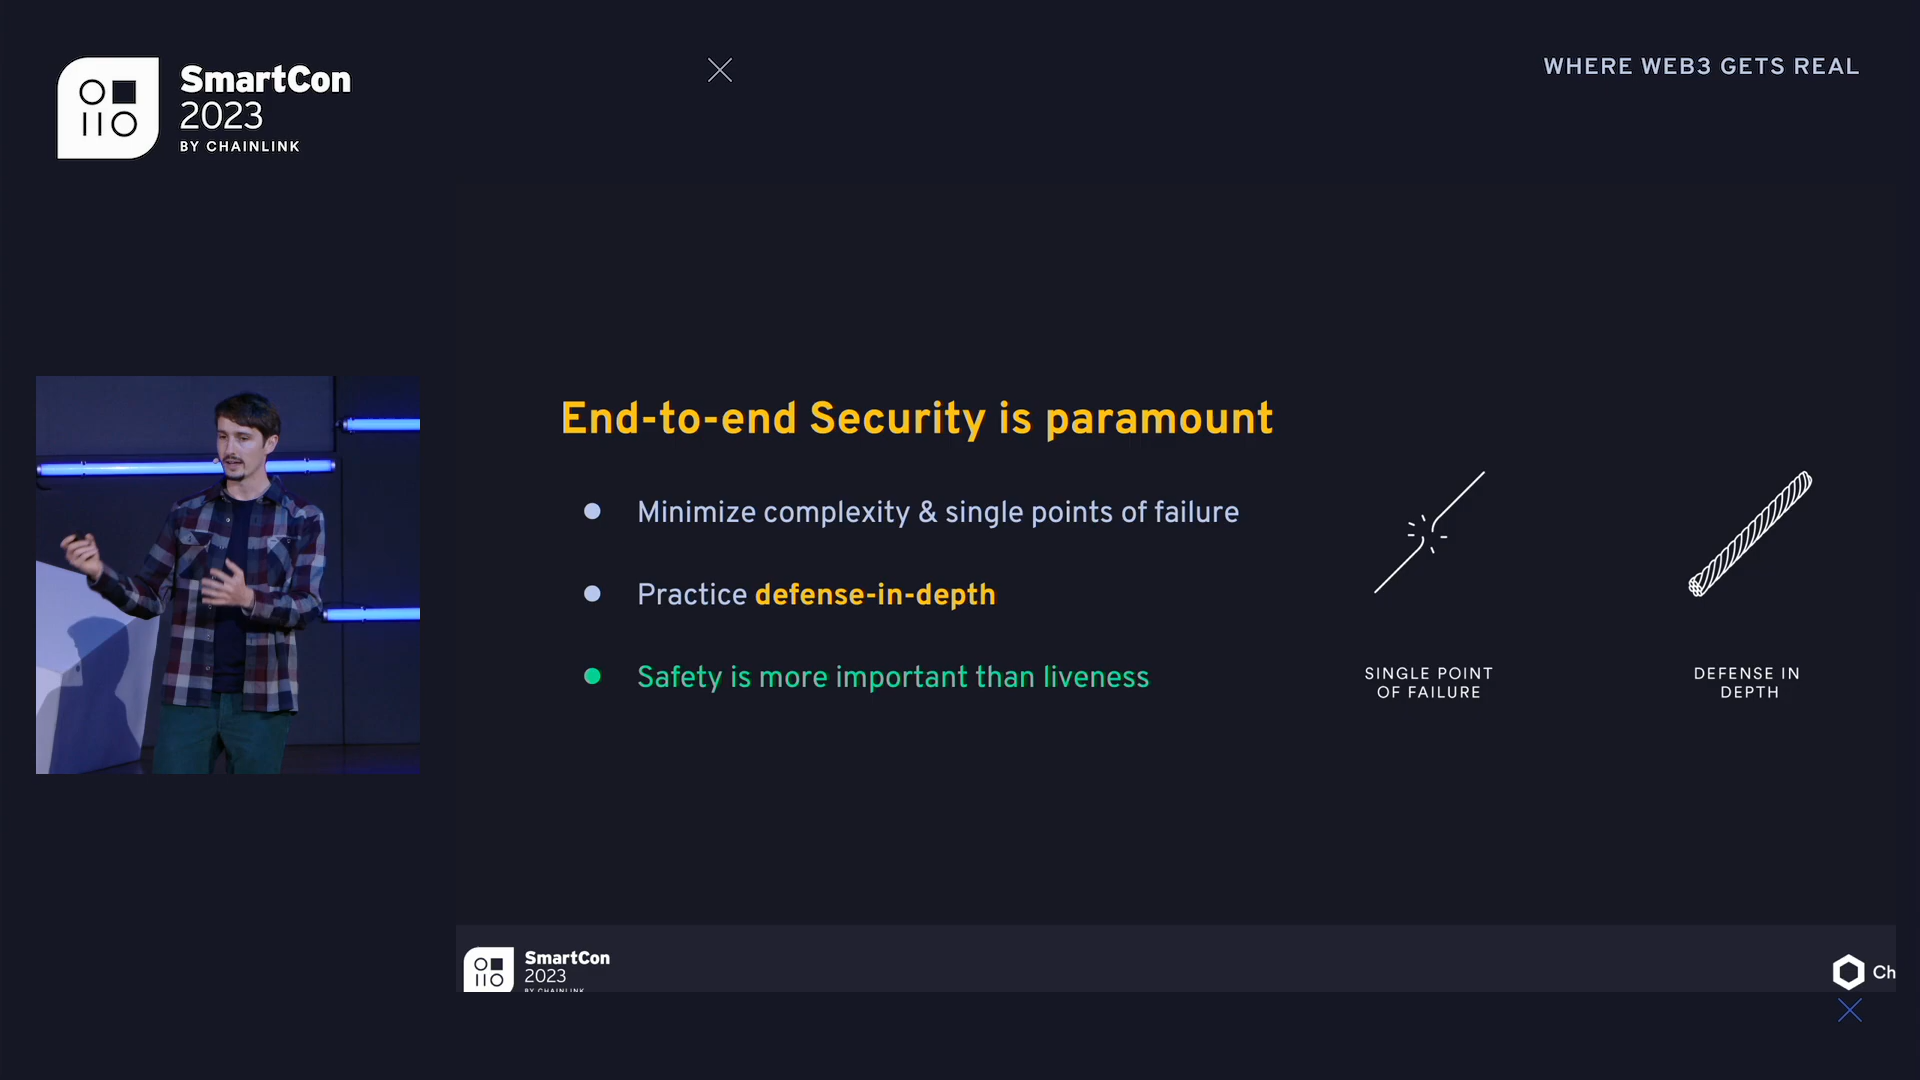 SmartCon
2023
BY CHAINLINK
WHERE WEB3 GETS REAL
End-to-end Security is paramount
Minimize complexity & single points of failure
Practice defense-in-depth
Safety is more important than liveness
SINGLE POINT
OF FAILURE
DEFENSE IN
DEPTH
SmartCon
2023
BY CHAINLINK
Ch